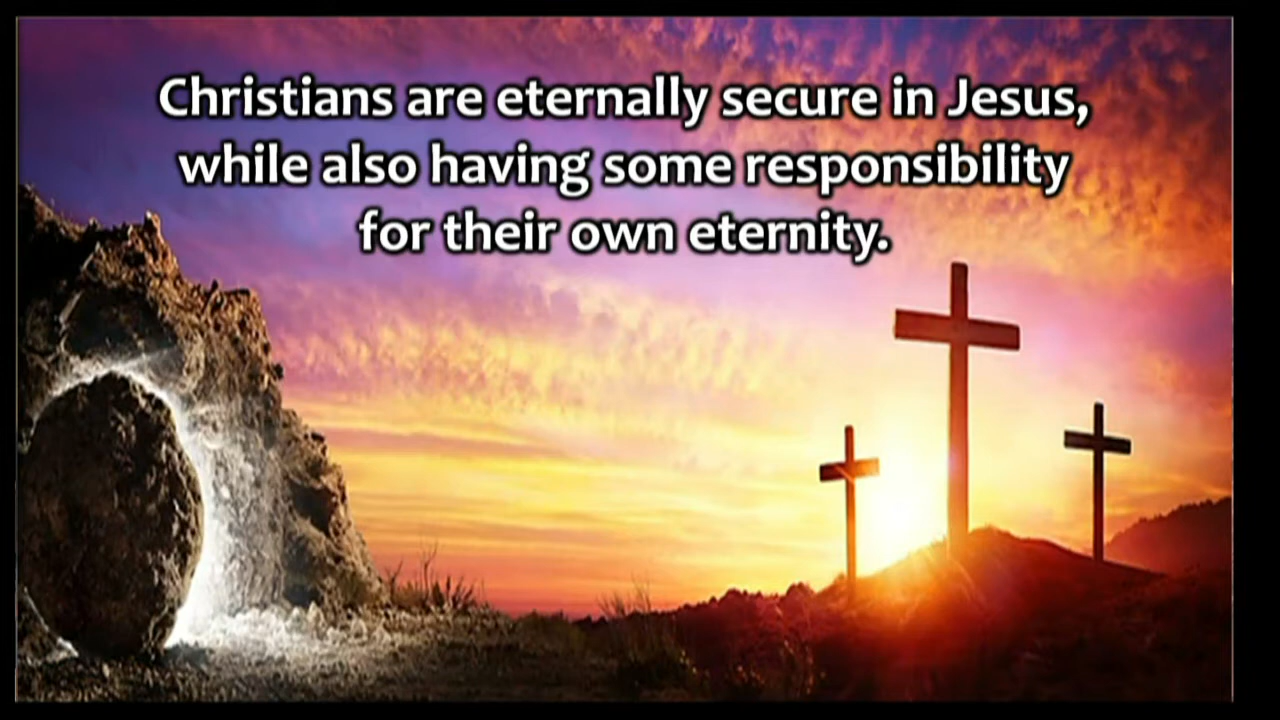 Christians are eternally secure in Jesus,
while also having some responsibility
for their own eternity.